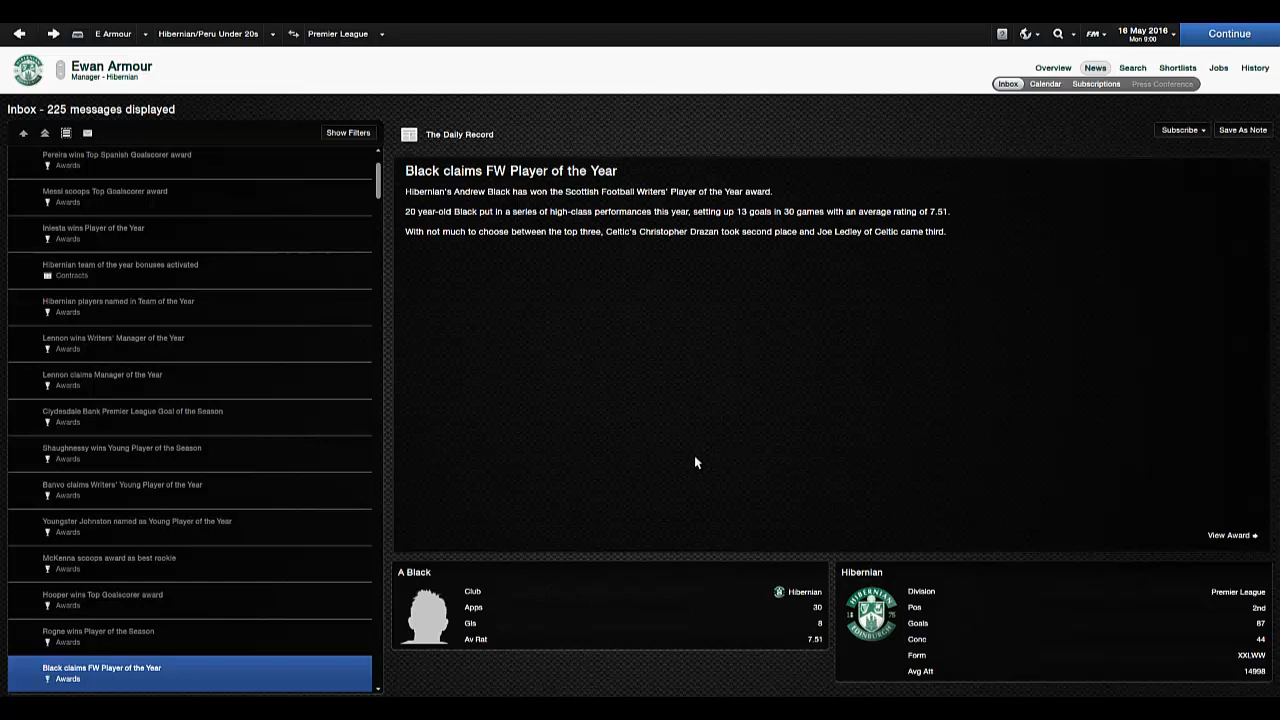 E Armour
Hibernian/Peru Under 20s
Premier League
FM
16 May 2016
Mon 9:00
Continue
Ewan Armour
Manager - Hibernian
Overview
News
Search
Shortlists
Jobs
History
Inbox
Calendar
Subscriptions
Press Conference
Inbox - 225 messages displayed
Show Filters
Pereira wins Top Spanish Goalscorer award
Awards
Messi scoops Top Goalscorer award
Awards
Iniesta wins Player of the Year
Awards
Hibernian team of the year bonuses activated
Contracts
Hibernian players named in Team of the Year
Awards
Lennon wins Writers' Manager of the Year
Awards
Lennon claims Manager of the Year
Awards
Clydesdale Bank Premier League Goal of the Season
Awards
Shaughnessy wins Young Player of the Season
Awards
Banvo claims Writers' Young Player of the Year
Awards
Youngster Johnston named as Young Player of the Year
Awards
McKenna scoops award as best rookie
Awards
Hooper wins Top Goalscorer award
Awards
Rogne wins Player of the Season
Awards
Black claims FW Player of the Year
Awards
The Daily Record
Subscribe
Save As Note
Black claims FW Player of the Year
Hibernian's Andrew Black has won the Scottish Football Writers' Player of the Year award.
20 year-old Black put in a series of high-class performances this year, setting up 13 goals in 30 games with an average rating of 7.51.
With not much to choose between the top three, Celtic's Christopher Drazan took second place and Joe Ledley of Celtic came third.
View Award
A Black
Club Hibernian
Apps 30
Gls 8
Av Rat 7.51
Hibernian
HIBERNIAN
18 75
EDINBURGH
Division Premier League
Pos 2nd
Goals 87
Conc 44
Form XXLWW
Avg Att 14998